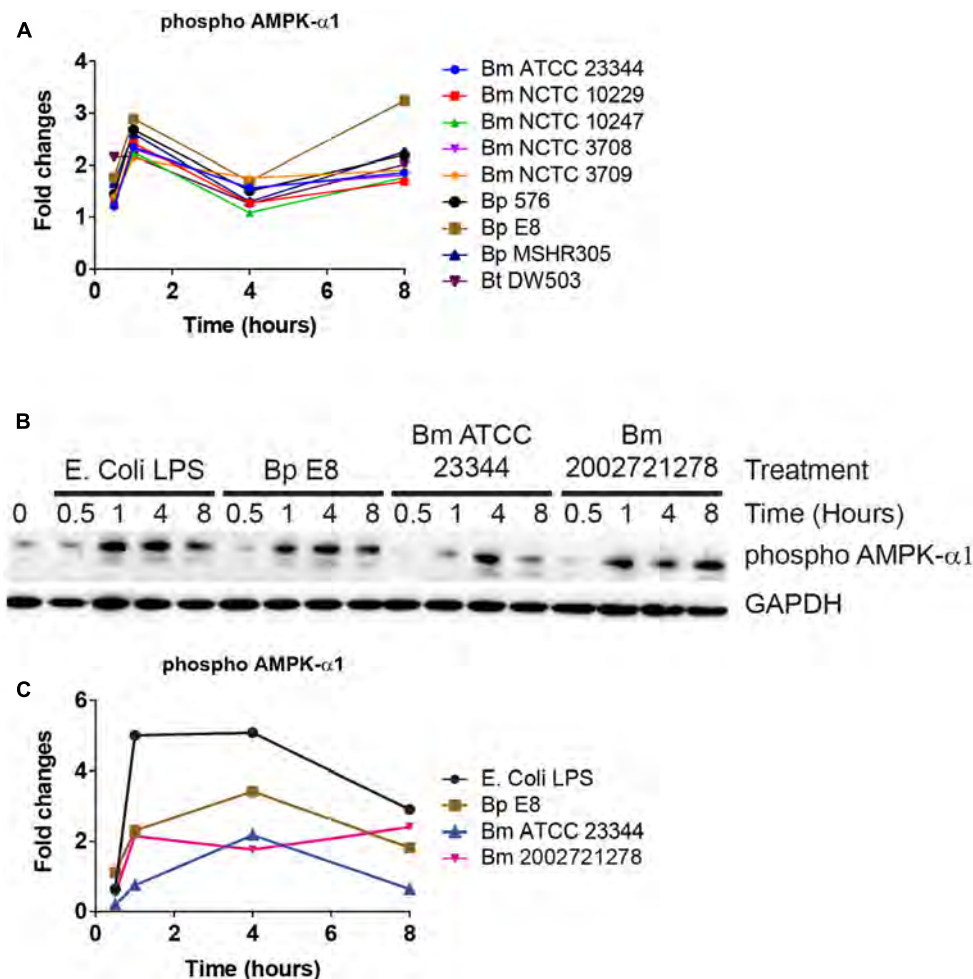 A
phospho AMPK-α1
Fold changes
4
3
2
1
0
0 2 4 6 8
Time (hours)
Bm ATCC 23344
Bm NCTC 10229
Bm NCTC 10247
Bm NCTC 3708
Bm NCTC 3709
Bp 576
Bp E8
Bp MSHR305
Bt DW503
B
E. Coli LPS Bp E8 Bm ATCC 23344 Bm 2002721278 Treatment
0 0.5 1 4 8 0.5 1 4 8 0.5 1 4 8 0.5 1 4 8 Time (Hours)
phospho AMPK-α1
GAPDH
C
phospho AMPK-α1
Fold changes
6
4
2
0
0 2 4 6 8
Time (hours)
E. Coli LPS
Bp E8
Bm ATCC 23344
Bm 2002721278